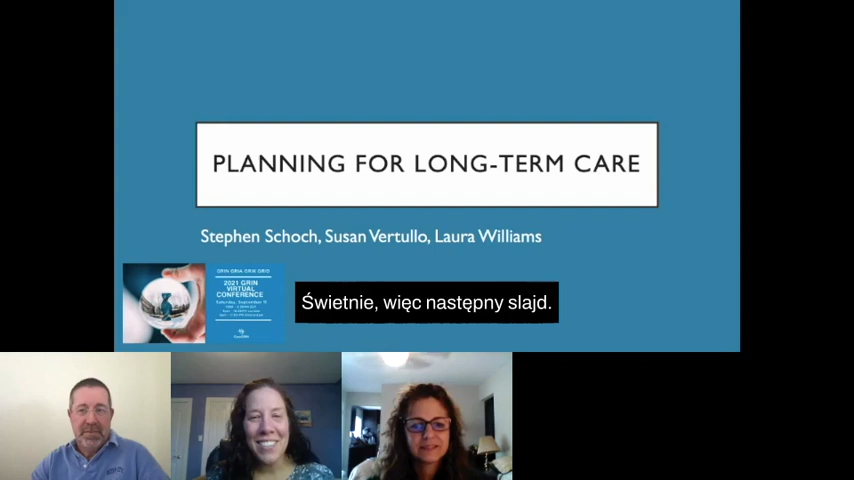 PLANNING FOR LONG-TERM CARE
Stephen Schoch, Susan Vertullo, Laura Williams
2021 GRIN
VIRTUAL
CONFERENCE
Świetnie, więc następny slajd.